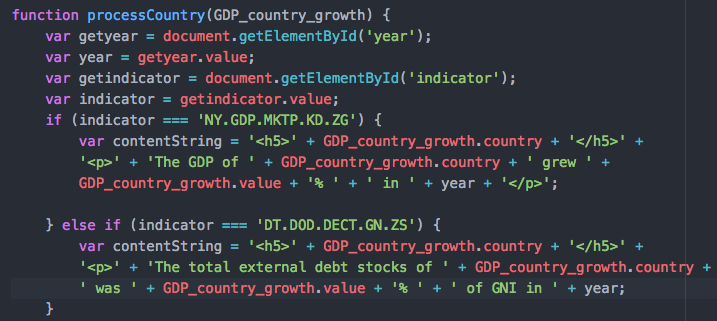 function processCountry(GDP_country_growth) {
    var getyear = document.getElementById('year');
    var year = getyear.value;
    var getindicator = document.getElementById('indicator');
    var indicator = getindicator.value;
    if (indicator === 'NY.GDP.MKTP.KD.ZG') {
        var contentString = '<h5>' + GDP_country_growth.country + '</h5>' +
        '<p>' + 'The GDP of ' + GDP_country_growth.country + ' grew ' +
        GDP_country_growth.value + '% ' + ' in ' + year + '</p>';
    } else if (indicator === 'DT.DOD.DECT.GN.ZS') {
        var contentString = '<h5>' + GDP_country_growth.country + '</h5>' +
        '<p>' + 'The total external debt stocks of ' + GDP_country_growth.country +
        ' was ' + GDP_country_growth.value + '% ' + ' of GNI in ' + year;
    }